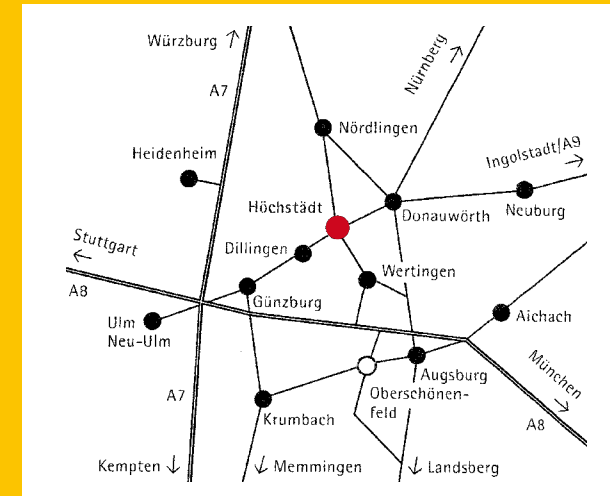 Würzburg
A7
Nürnberg
Nördlingen
Heidenheim
Ingolstadt/A9
Höchstädt
Donauwörth
Neuburg
Stuttgart
Dillingen
Wertingen
A8
Günzburg
Ulm
Neu-Ulm
Aichach
Augsburg
München
Oberschönen-
feld
A7
Krumbach
A8
Kempten
Memmingen
Landsberg